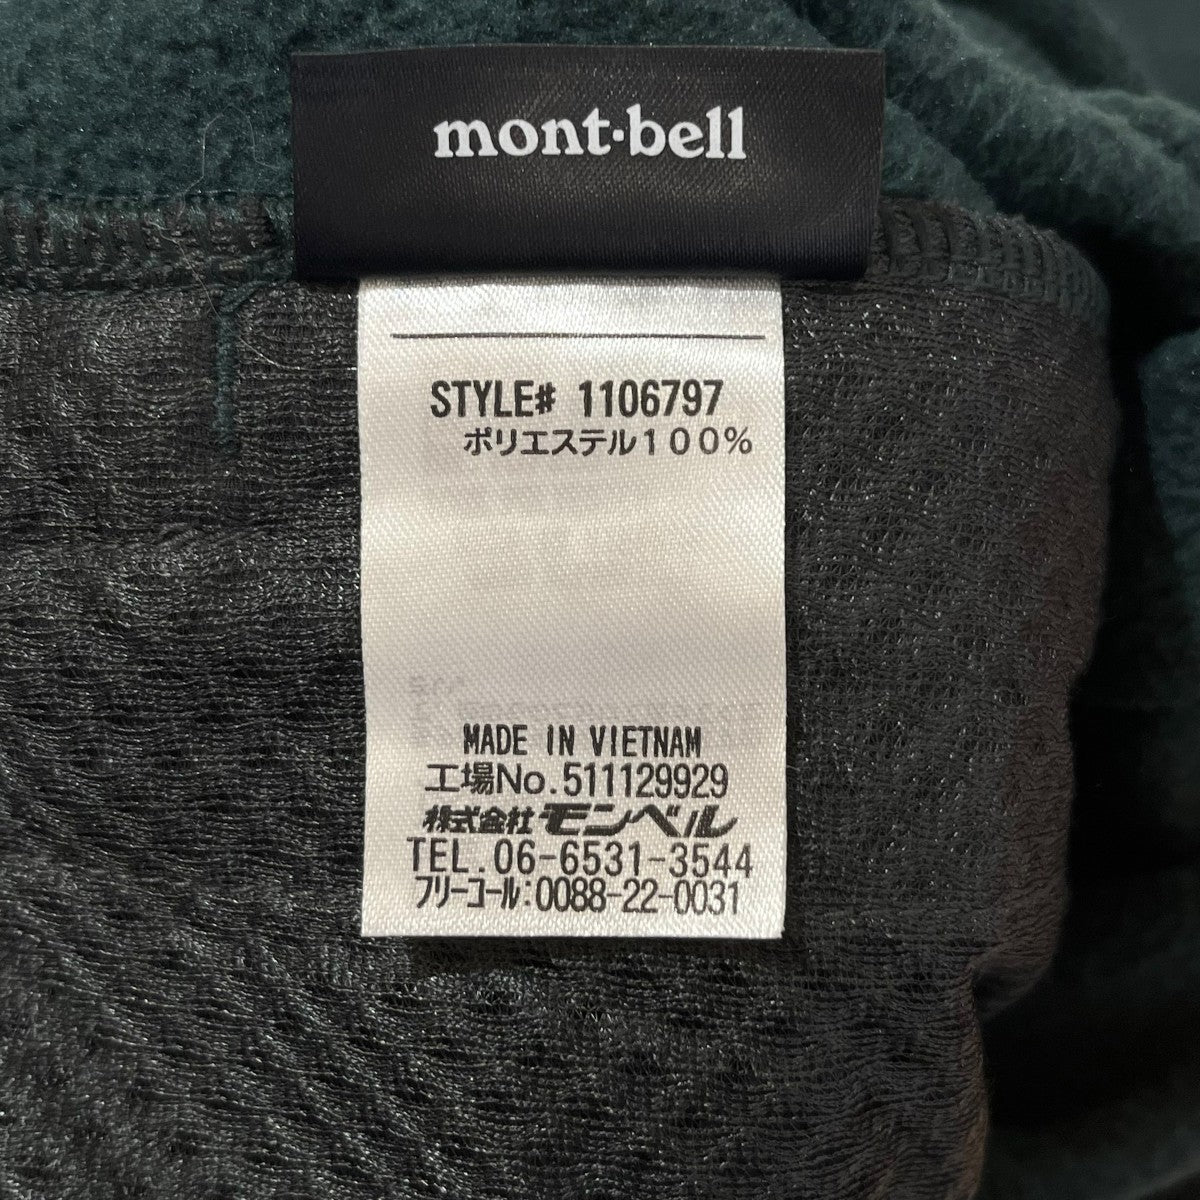 mont·bell
STYLE# 1106797
ポリエステル100%
MADE IN VIETNAM
工場No.511129929
株式会社モンベル
TEL.06-6531-3544
フリーコール:0088-22-0031